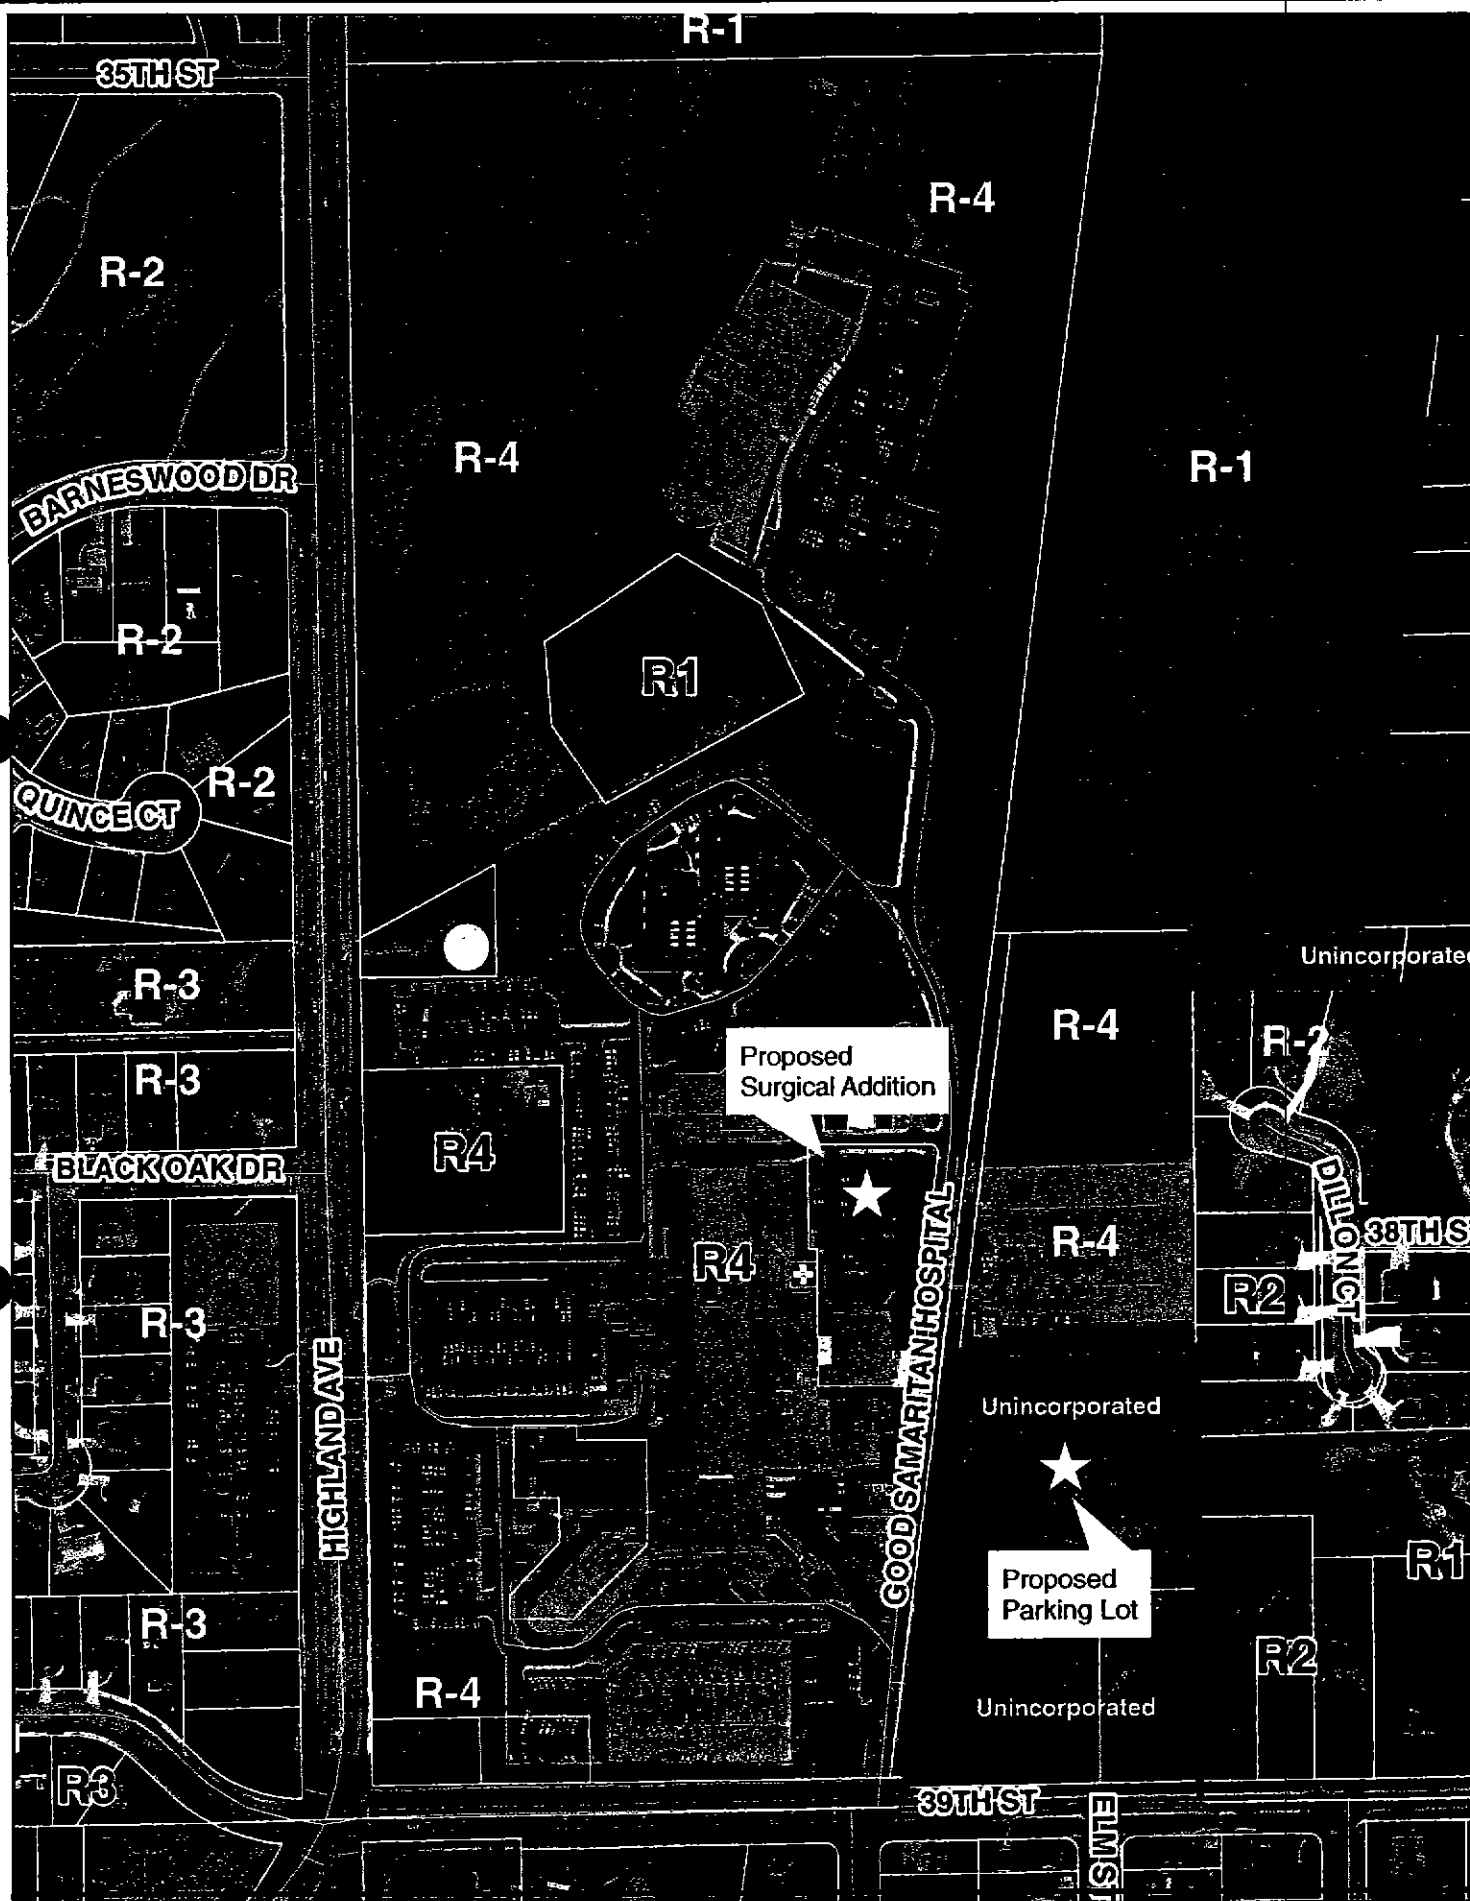 R-1
35TH ST
R-4
R-2
R-4
R-1
BARNESWOOD DR
R-2
R1
R-2
QUINCE CT
Unincorporated
R-3
R-4
R-2
Proposed
Surgical Addition
R-3
R4
BLACK OAK DR
DILLON CT
38TH S
R-4
R4
R2
R-3
HIGHLAND AVE
GOOD SAMARITAN HOSPITAL
Unincorporated
R1
Proposed
Parking Lot
R-3
R2
R-4
Unincorporated
R3
39TH ST
ELM S